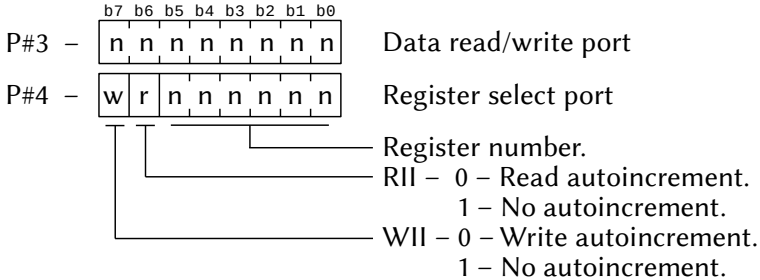 b7 b6 b5 b4 b3 b2 b1 b0
P#3 – n n n n n n n n Data read/write port
P#4 – w r n n n n n n Register select port
Register number.
RII – 0 – Read autoincrement.
1 – No autoincrement.
WII – 0 – Write autoincrement.
1 – No autoincrement.